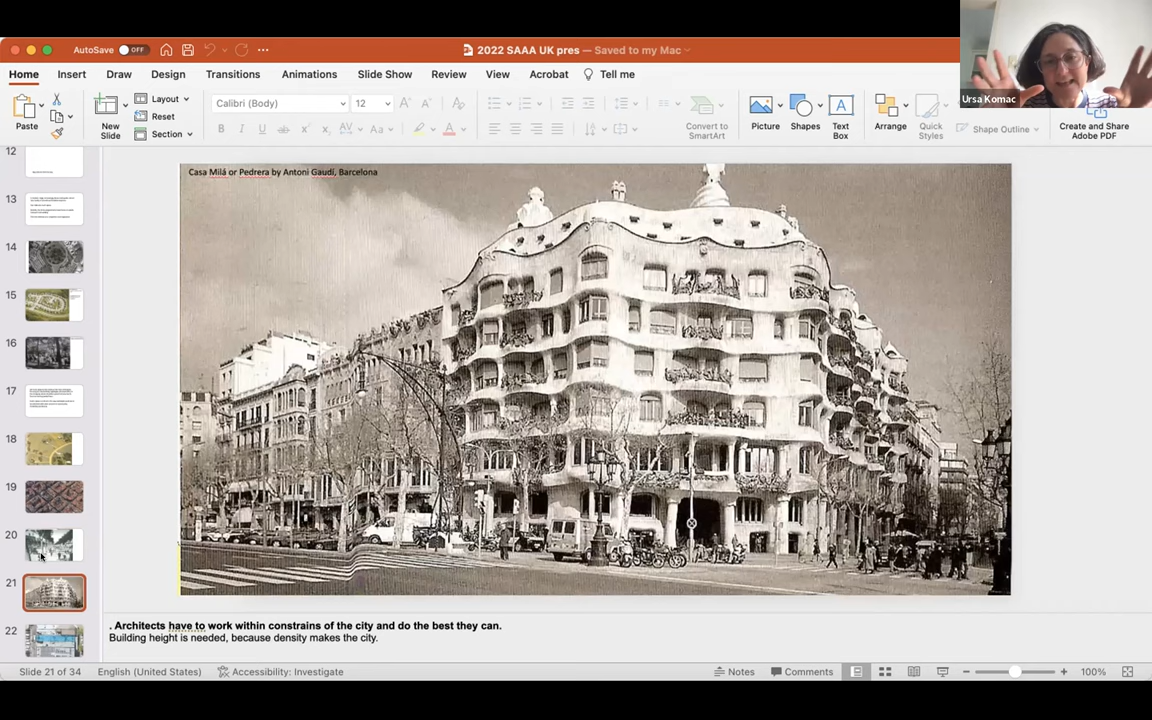 AutoSave OFF
2022 SAAA UK pres — Saved to my Mac
Home Insert Draw Design Transitions Animations Slide Show Review View Acrobat Tell me
Paste
New Slide
Layout
Reset
Section
Calibri (Body) 12
Convert to SmartArt
Picture
Shapes
Text Box
Arrange
Quick Styles
Shape Outline
Create and Share Adobe PDF
Ursa Komac
12
13
14
15
16
17
18
19
20
21
22
Casa Milá or Pedrera by Antoni Gaudí, Barcelona
. Architects have to work within constrains of the city and do the best they can.
Building height is needed, because density makes the city.
Slide 21 of 34 English (United States) Accessibility: Investigate Notes Comments 100%